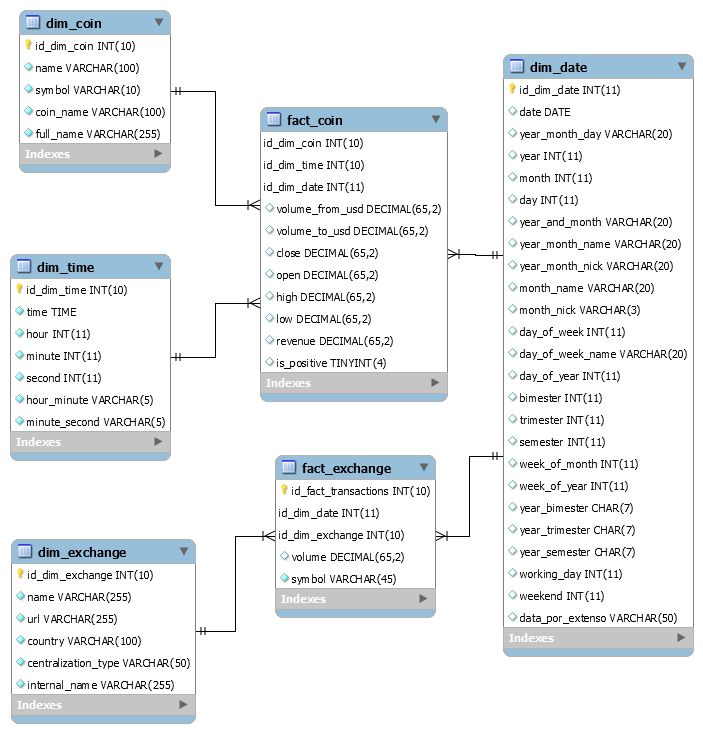 dim_coin
id_dim_coin INT(10)
name VARCHAR(100)
symbol VARCHAR(10)
coin_name VARCHAR(100)
full_name VARCHAR(255)
Indexes
dim_time
id_dim_time INT(10)
time TIME
hour INT(11)
minute INT(11)
second INT(11)
hour_minute VARCHAR(5)
minute_second VARCHAR(5)
Indexes
dim_exchange
id_dim_exchange INT(10)
name VARCHAR(255)
url VARCHAR(255)
country VARCHAR(100)
centralization_type VARCHAR(50)
internal_name VARCHAR(255)
Indexes
fact_coin
id_dim_coin INT(10)
id_dim_time INT(10)
id_dim_date INT(11)
volume_from_usd DECIMAL(65,2)
volume_to_usd DECIMAL(65,2)
close DECIMAL(65,2)
open DECIMAL(65,2)
high DECIMAL(65,2)
low DECIMAL(65,2)
revenue DECIMAL(65,2)
is_positive TINYINT(4)
Indexes
fact_exchange
id_fact_transactions INT(10)
id_dim_date INT(11)
id_dim_exchange INT(10)
volume DECIMAL(65,2)
symbol VARCHAR(45)
Indexes
dim_date
id_dim_date INT(11)
date DATE
year_month_day VARCHAR(20)
year INT(11)
month INT(11)
day INT(11)
year_and_month VARCHAR(20)
year_month_name VARCHAR(20)
year_month_nick VARCHAR(20)
month_name VARCHAR(20)
month_nick VARCHAR(3)
day_of_week INT(11)
day_of_week_name VARCHAR(20)
day_of_year INT(11)
bimester INT(11)
trimester INT(11)
semester INT(11)
week_of_month INT(11)
week_of_year INT(11)
year_bimester CHAR(7)
year_trimester CHAR(7)
year_semester CHAR(7)
working_day INT(11)
weekend INT(11)
data_por_extenso VARCHAR(50)
Indexes